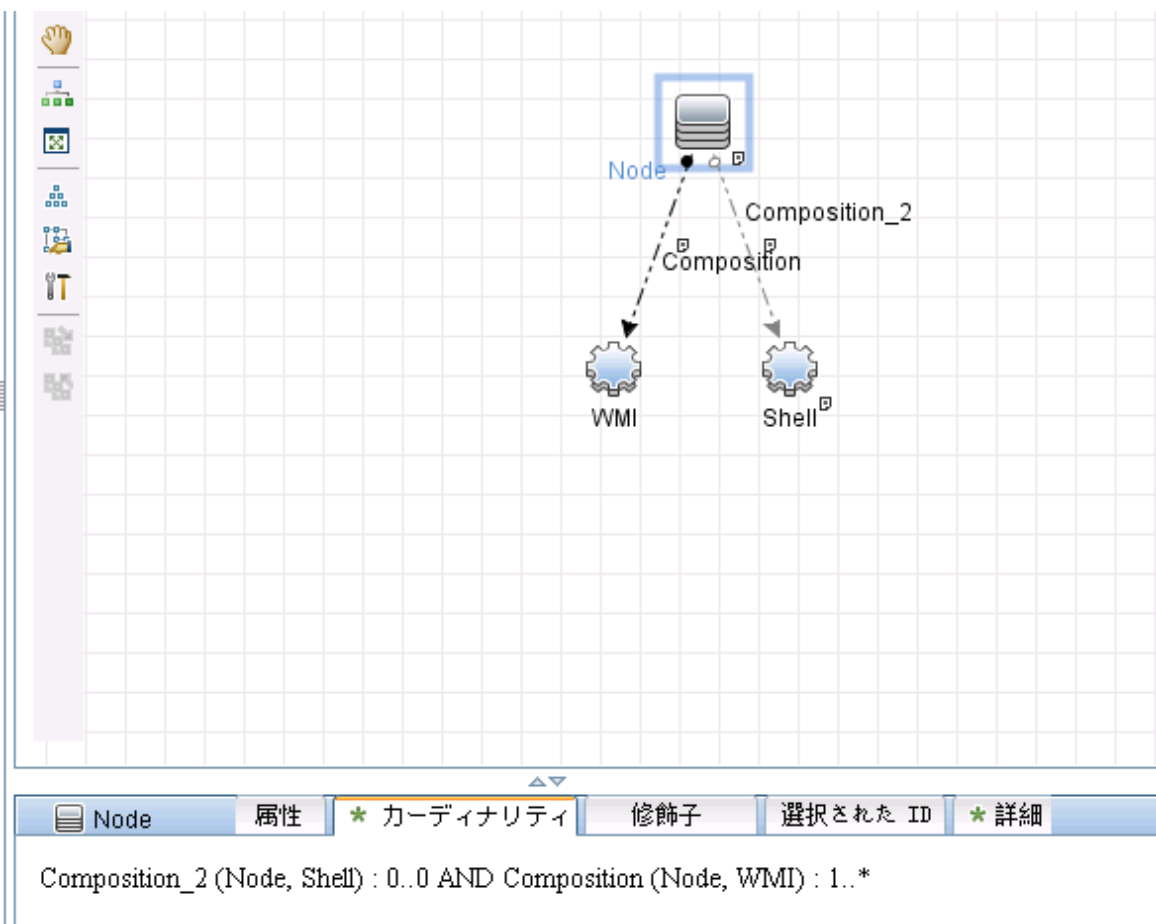 Node
Composition_2
Composition
WMI
Shell
Node
属性
* カーディナリティ
修飾子
選択された ID
* 詳細
Composition_2 (Node, Shell) : 0..0 AND Composition (Node, WMI) : 1..*